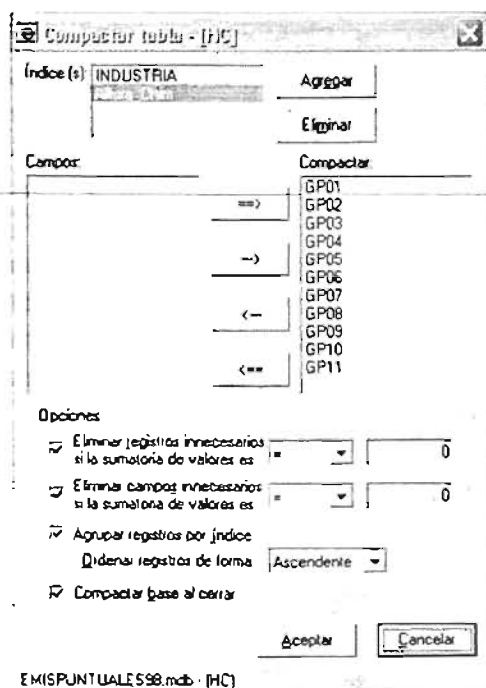 Compactar tabla - [HC]
Índice (s): INDUSTRIA
Agregar
Eliminar
Campos:
Compactar:
==>
-->
<--
<==
GP01
GP02
GP03
GP04
GP05
GP06
GP07
GP08
GP09
GP10
GP11
Opciones
Eliminar registros innecesarios
si la sumatoria de valores es = 0
Eliminar campos innecesarios
si la sumatoria de valores es = 0
Agrupar registros por índice
Ordenar registros de forma Ascendente
Compactar base al cerrar
Aceptar
Cancelar
EMISPUNTUALES98.mdb - [HC]